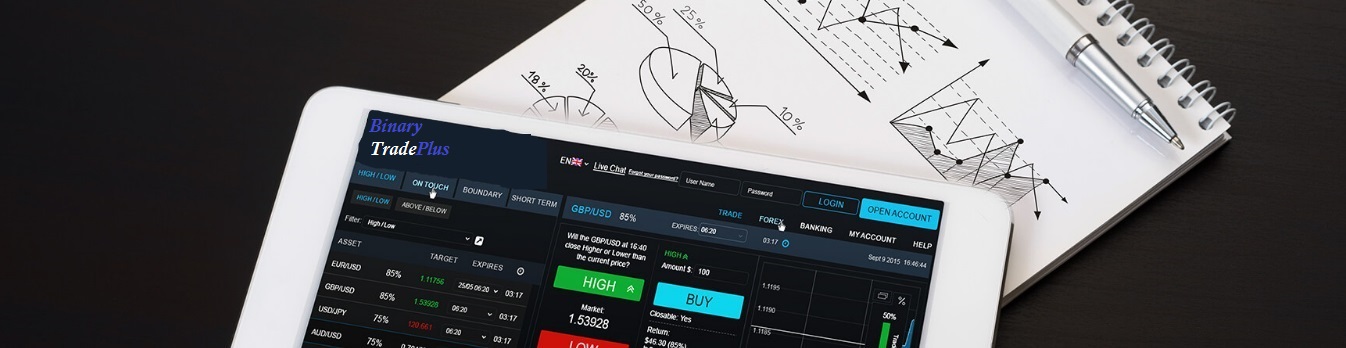 50% 25%
18% 20%
10%
Binary
TradePlus
EN Live Chat Forgot your password? User Name Password LOGIN OPEN ACCOUNT
HIGH / LOW ON TOUCH BOUNDARY SHORT TERM
TRADE FOREX BANKING MY ACCOUNT HELP
HIGH / LOW ABOVE / BELOW
Filter: High / Low
ASSET TARGET EXPIRES
EUR/USD 85% 1.11756 25/05 06:20 03:17
GBP/USD 85% 1.53928 06:20 03:17
USD/JPY 75% 120.661 06:20 03:17
AUD/USD 75% 03:17
GBP/USD 85% EXPIRES: 06:20 03:17 Sept 9 2015 16:46:44
Will the GBP/USD at 16:40
close Higher or Lower than
the current price?
HIGH
Market:
1.53928
LOW
HIGH
Amount $: 100
BUY
Closable: Yes
Return:
$46.30 (85%)
1.1195
1.1190
1.1185
%
50%